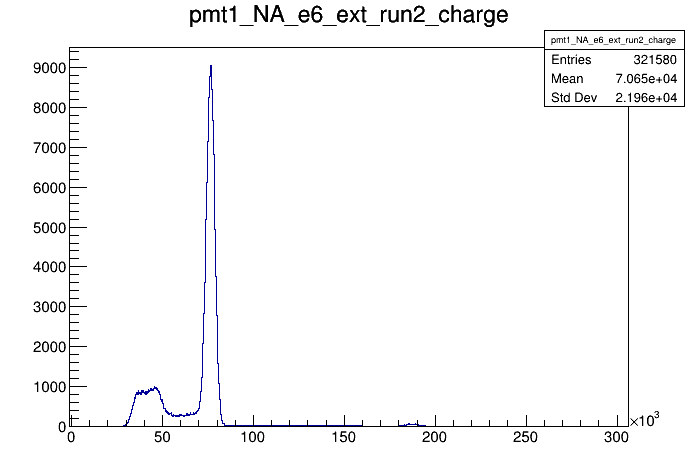 pmt1_NA_e6_ext_run2_charge
pmt1_NA_e6_ext_run2_charge
Entries 321580
Mean 7.065e+04
Std Dev 2.196e+04
9000
8000
7000
6000
5000
4000
3000
2000
1000
0
0 50 100 150 200 250 300 ×10³